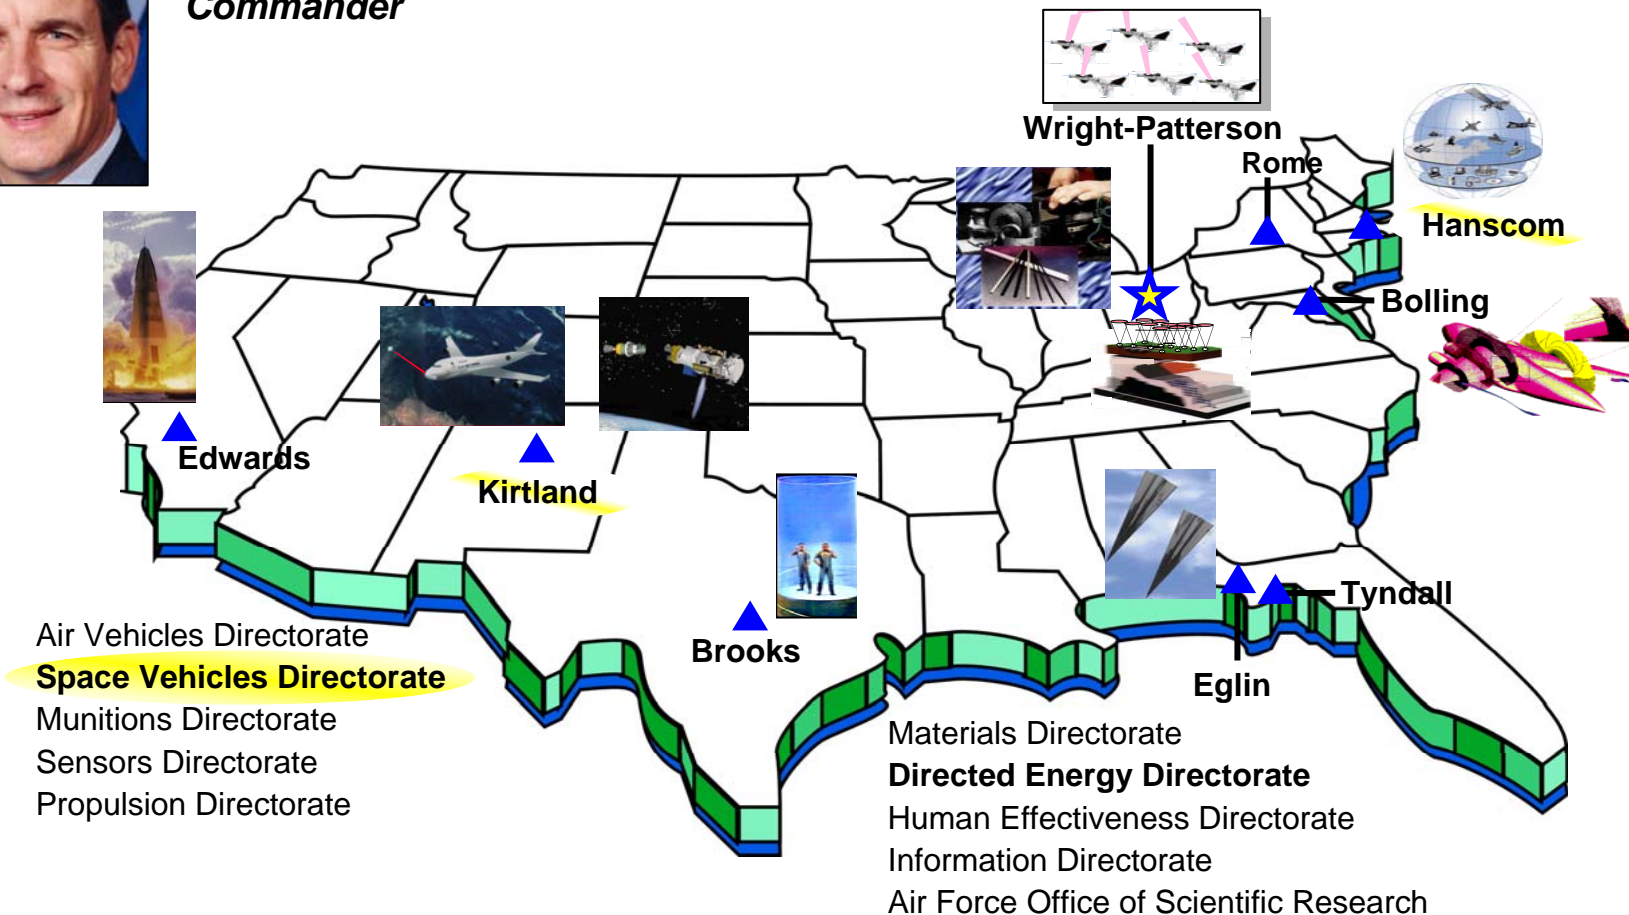 Commander
Wright-Patterson
Rome
Hanscom
Bolling
Edwards
Kirtland
Tyndall
Brooks
Eglin
Air Vehicles Directorate
Space Vehicles Directorate
Munitions Directorate
Sensors Directorate
Propulsion Directorate
Materials Directorate
Directed Energy Directorate
Human Effectiveness Directorate
Information Directorate
Air Force Office of Scientific Research